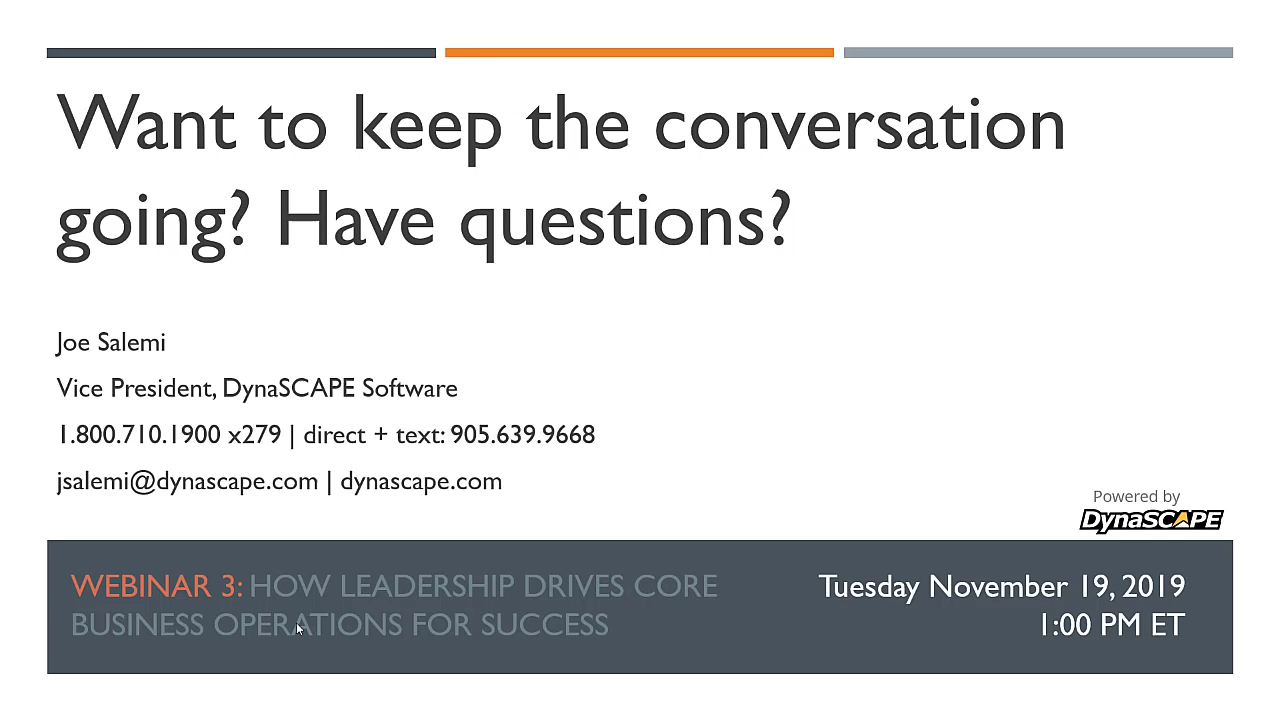 Want to keep the conversation
going? Have questions?
Joe Salemi
Vice President, DynaSCAPE Software
1.800.710.1900 x279 | direct + text: 905.639.9668
jsalemi@dynascape.com | dynascape.com
Powered by
DynaSCAPE
WEBINAR 3: HOW LEADERSHIP DRIVES CORE
BUSINESS OPERATIONS FOR SUCCESS
Tuesday November 19, 2019
1:00 PM ET